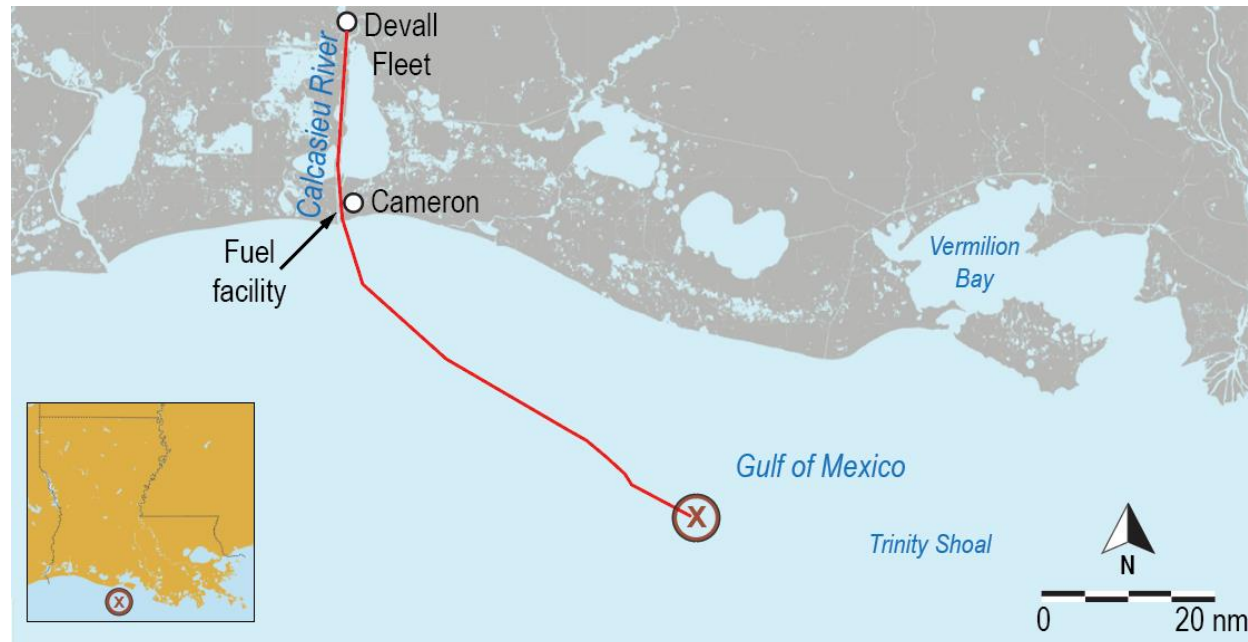 Devall
Fleet
Calcasieu River
Cameron
Fuel
facility
Vermilion
Bay
Gulf of Mexico
X
Trinity Shoal
N
0 20 nm
X